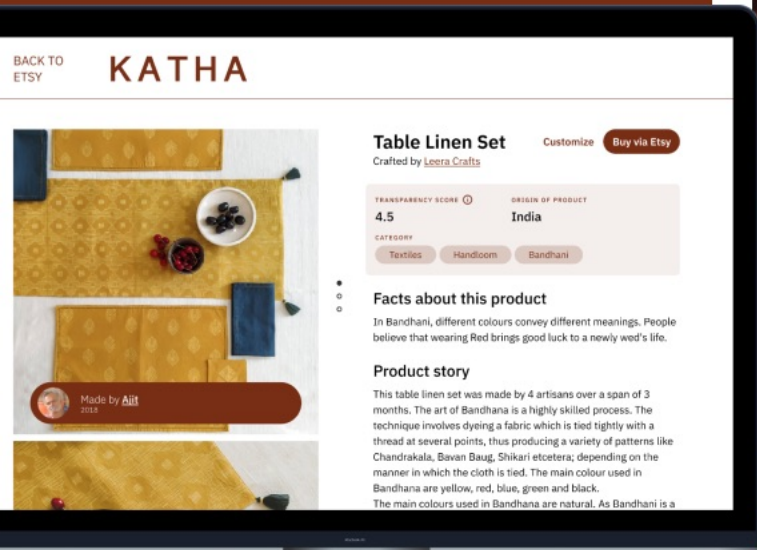 BACK TO
ETSY
KATHA
Table Linen Set
Customize
Buy via Etsy
Crafted by Leera Crafts
TRANSPARENCY SCORE
ORIGIN OF PRODUCT
4.5
India
CATEGORY
Textiles
Handloom
Bandhani
Facts about this product
In Bandhani, different colours convey different meanings. People
believe that wearing Red brings good luck to a newly wed's life.
Product story
This table linen set was made by 4 artisans over a span of 3
months. The art of Bandhana is a highly skilled process. The
technique involves dyeing a fabric which is tied tightly with a
thread at several points, thus producing a variety of patterns like
Chandrakala, Bavan Baug, Shikari etcetera; depending on the
manner in which the cloth is tied. The main colour used in
Bandhana are yellow, red, blue, green and black.
The main colours used in Bandhana are natural. As Bandhani is a
Made by Ajit
2018